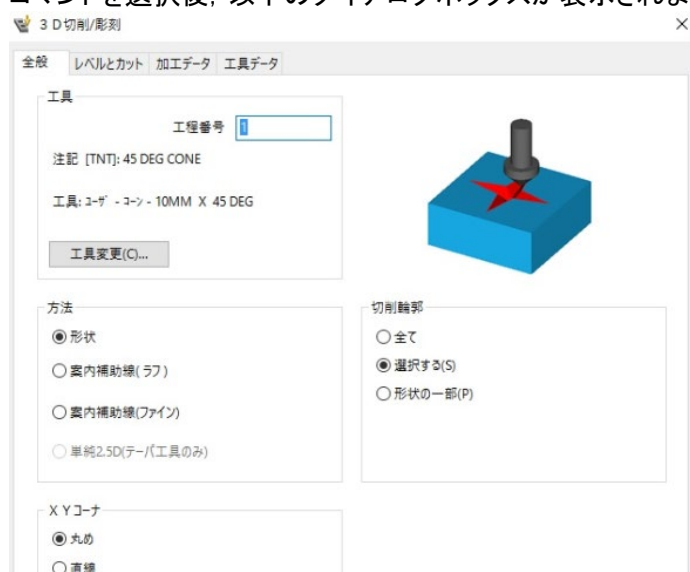 コマンドを選択後, 以下のダイアログボックスが表示されま
3D切削/彫刻
全般 レベルとカット 加工データ 工具データ
工具
工程番号 1
注記 [TNT]: 45 DEG CONE
工具: ﾕｰｻﾞ - ｺｰﾝ - 10MM X 45 DEG
工具変更(C)...
方法
形状
案内補助線(ラフ)
案内補助線(ファイン)
単純2.5D(テーパ工具のみ)
切削輪郭
全て
選択する(S)
形状の一部(P)
XYコーナ
丸め
直線